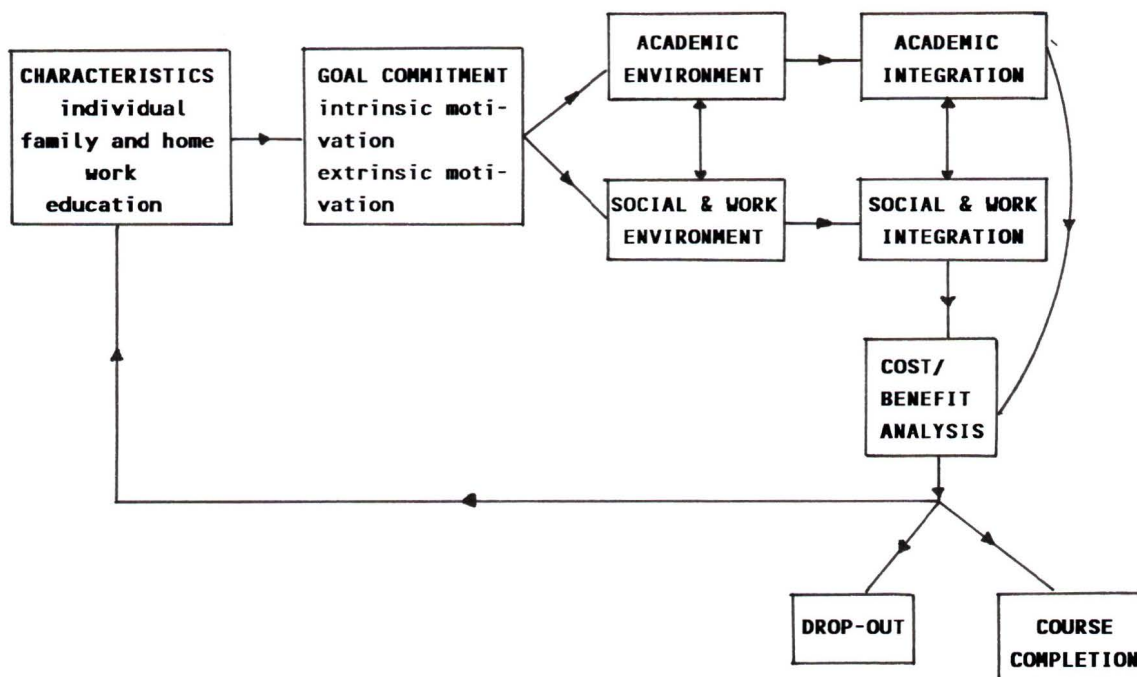 CHARACTERISTICS
individual
family and home
work
education
GOAL COMMITMENT
intrinsic moti-
vation
extrinsic moti-
vation
ACADEMIC
ENVIRONMENT
ACADEMIC
INTEGRATION
SOCIAL & WORK
ENVIRONMENT
SOCIAL & WORK
INTEGRATION
COST/
BENEFIT
ANALYSIS
DROP-OUT
COURSE
COMPLETION